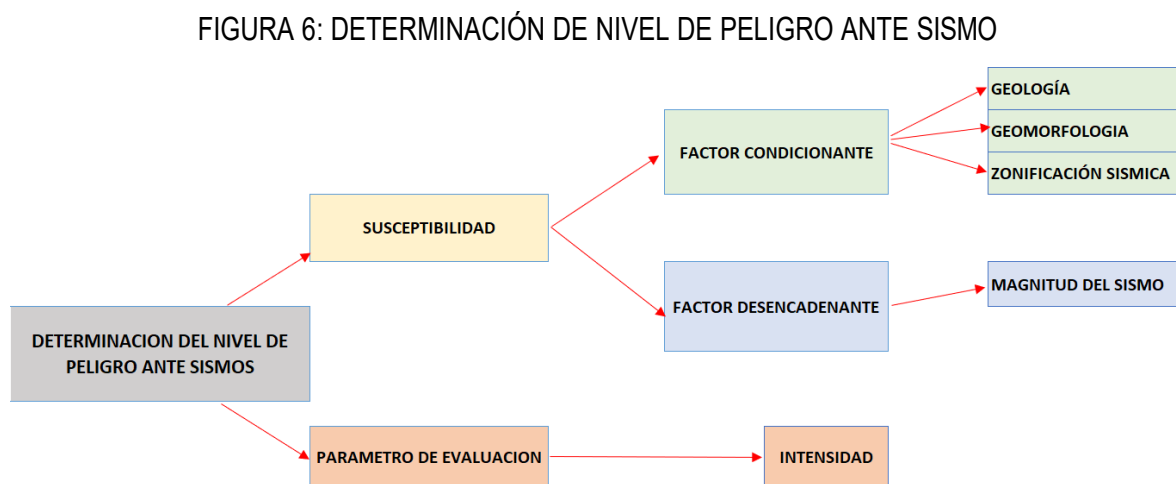 FIGURA 6: DETERMINACIÓN DE NIVEL DE PELIGRO ANTE SISMO
GEOLOGÍA
GEOMORFOLOGIA
ZONIFICACIÓN SISMICA
FACTOR CONDICIONANTE
SUSCEPTIBILIDAD
FACTOR DESENCADENANTE
MAGNITUD DEL SISMO
DETERMINACION DEL NIVEL DE
PELIGRO ANTE SISMOS
PARAMETRO DE EVALUACION
INTENSIDAD